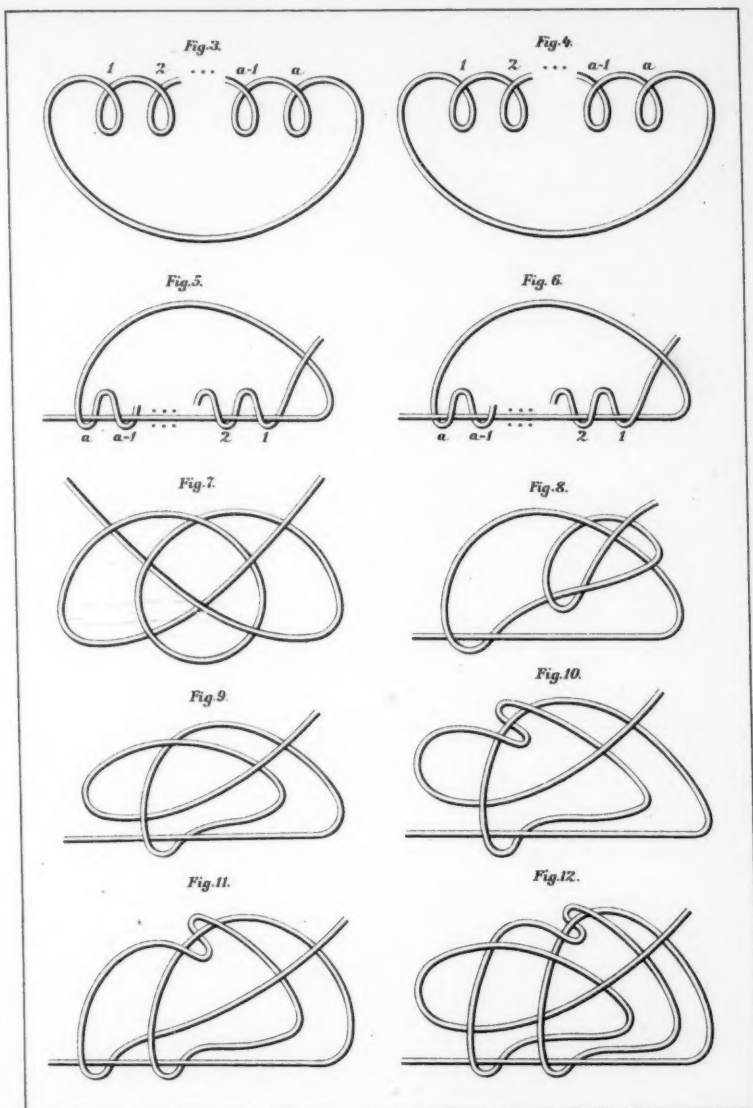 Fig.3.
1 2 ... a-1 a
Fig.4.
1 2 ... a-1 a
Fig.5.
a a-1 ... 2 1
Fig.6.
a a-1 ... 2 1
Fig.7.
Fig.8.
Fig.9.
Fig.10.
Fig.11.
Fig.12.